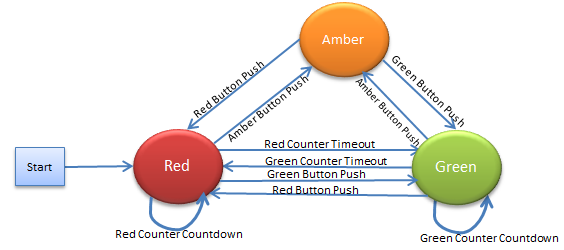 Amber
Red Button Push
Green Button Push
Amber Button Push
Amber Button Push
Red Counter Timeout
Green Counter Timeout
Green Button Push
Red Button Push
Start
Red
Green
Red Counter Countdown
Green Counter Countdown